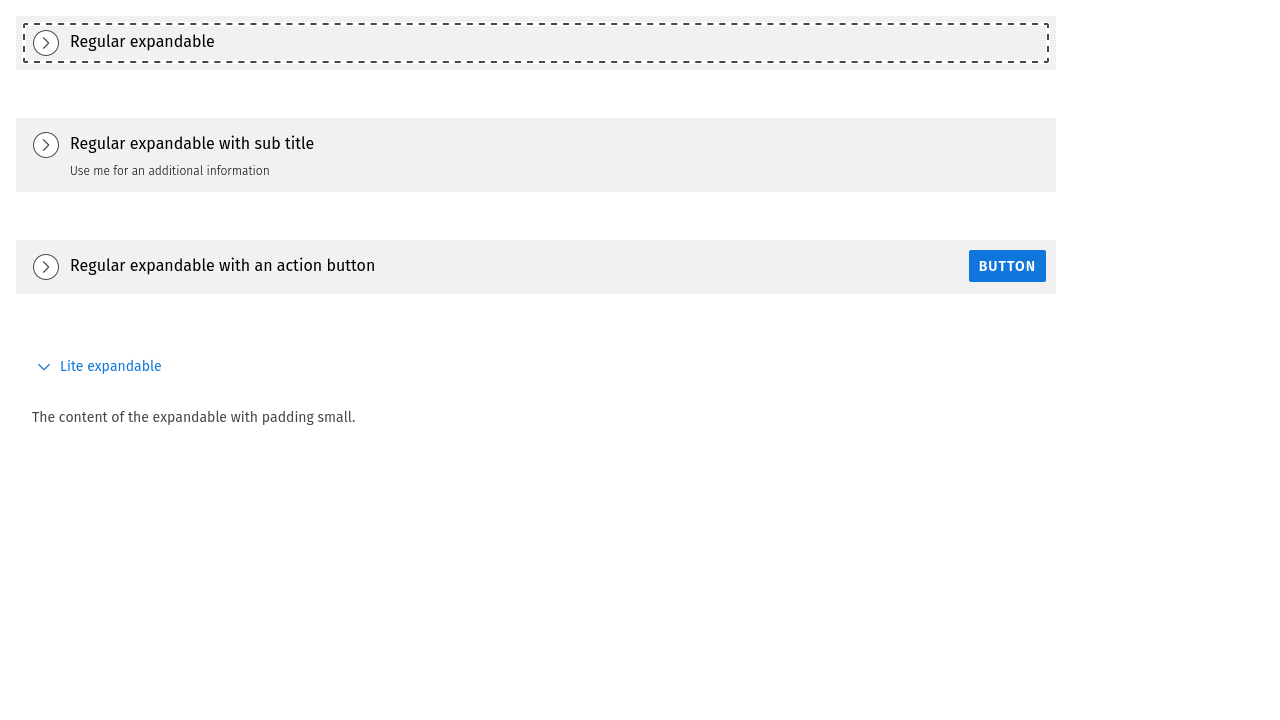 Regular expandable
Regular expandable with sub title
Use me for an additional information
Regular expandable with an action button
BUTTON
Lite expandable
The content of the expandable with padding small.